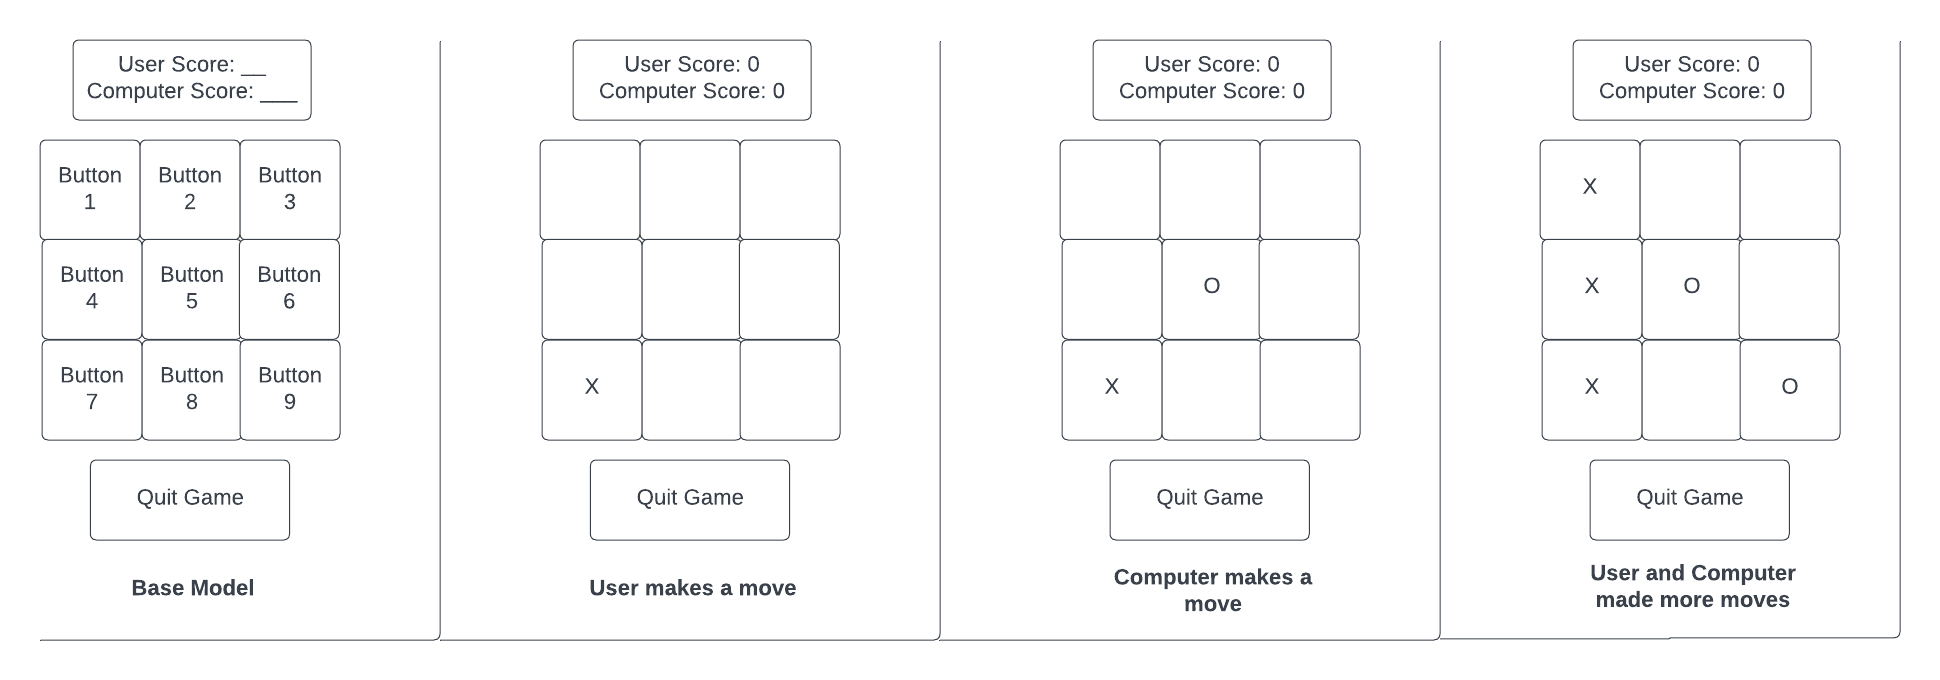 User Score: __
Computer Score: ___
Button
1
Button
2
Button
3
Button
4
Button
5
Button
6
Button
7
Button
8
Button
9
Quit Game
Base Model
User Score: 0
Computer Score: 0
X
Quit Game
User makes a move
User Score: 0
Computer Score: 0
O
X
Quit Game
Computer makes a
move
User Score: 0
Computer Score: 0
X
X
O
X
O
Quit Game
User and Computer
made more moves